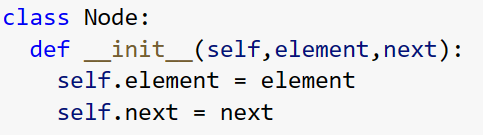 class Node:
  def __init__(self,element,next):
    self.element = element
    self.next = next